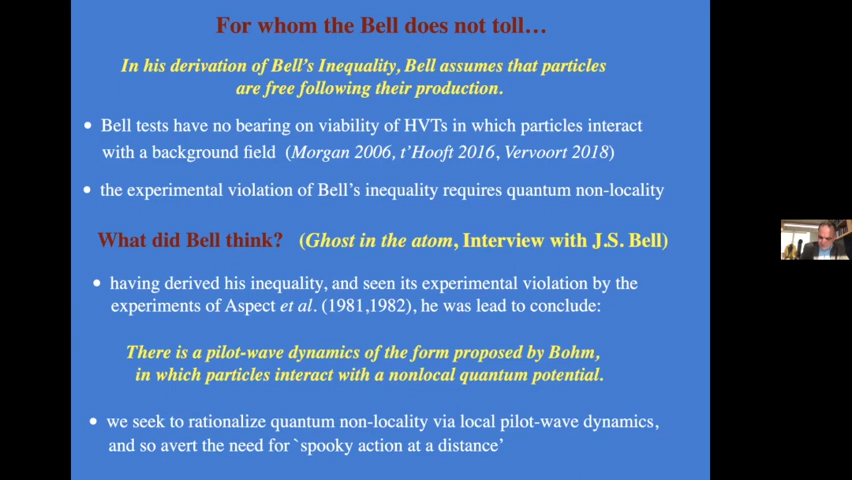 For whom the Bell does not toll…
In his derivation of Bell's Inequality, Bell assumes that particles
are free following their production.
• Bell tests have no bearing on viability of HVTs in which particles interact
with a background field (Morgan 2006, t'Hooft 2016, Vervoort 2018)
• the experimental violation of Bell's inequality requires quantum non-locality
What did Bell think? (Ghost in the atom, Interview with J.S. Bell)
• having derived his inequality, and seen its experimental violation by the
experiments of Aspect et al. (1981,1982), he was lead to conclude:
There is a pilot-wave dynamics of the form proposed by Bohm,
in which particles interact with a nonlocal quantum potential.
• we seek to rationalize quantum non-locality via local pilot-wave dynamics,
and so avert the need for `spooky action at a distance'